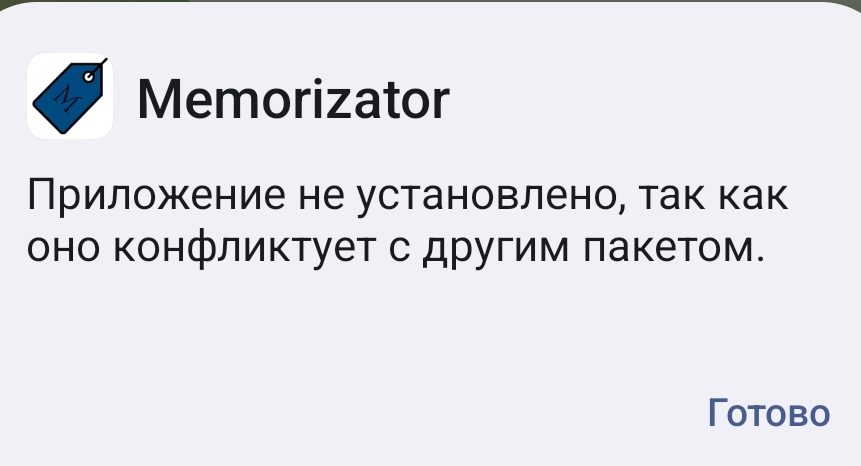 M
Memorizator
Приложение не установлено, так как
оно конфликтует с другим пакетом.
Готово